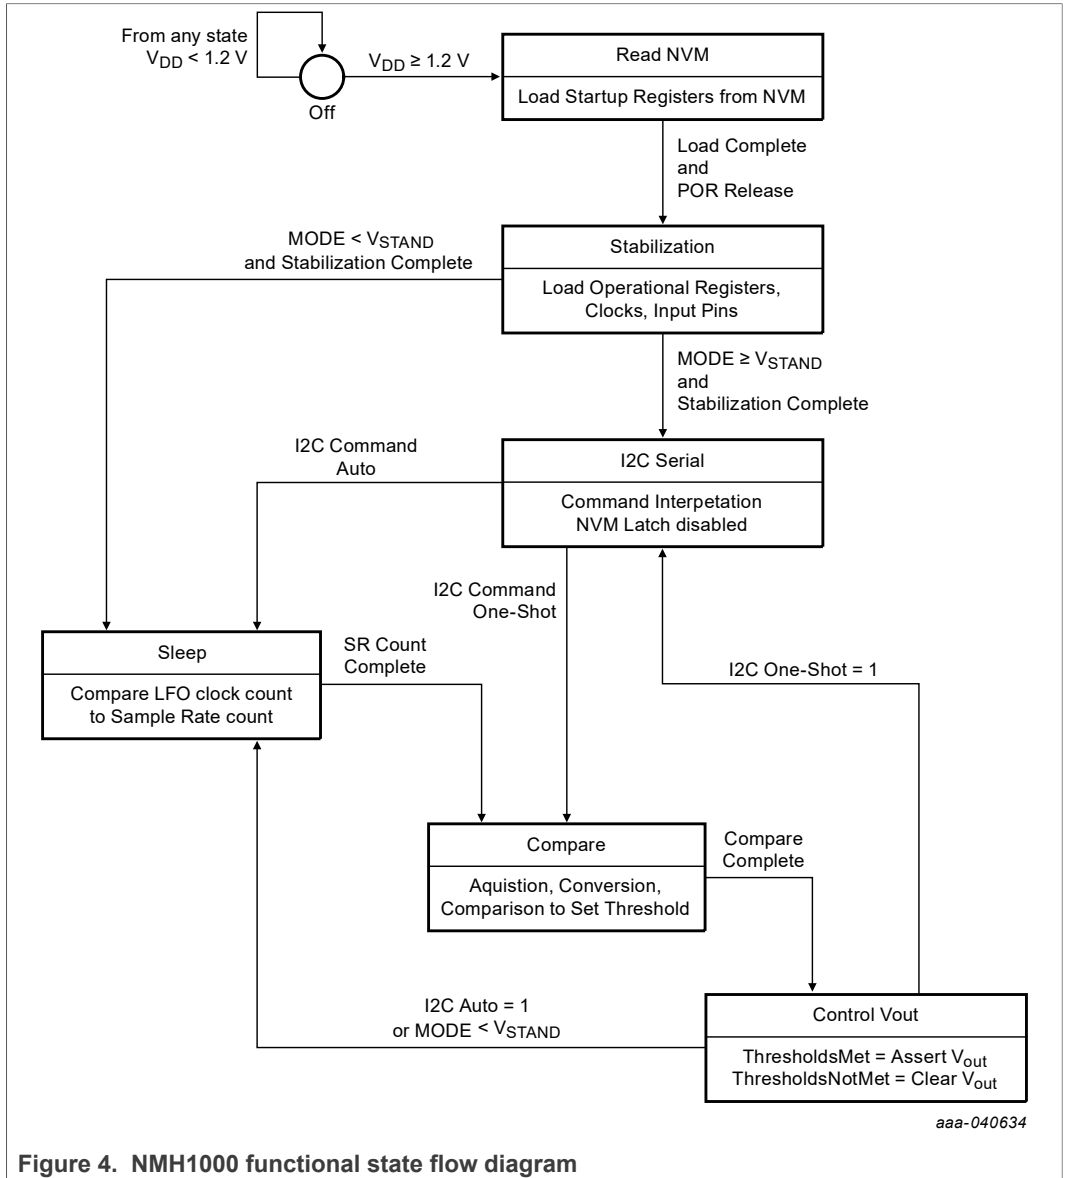 From any state
VDD < 1.2 V
Off
VDD ≥ 1.2 V
Read NVM
Load Startup Registers from NVM
Load Complete
and
POR Release
MODE < VSTAND
and Stabilization Complete
Stabilization
Load Operational Registers,
Clocks, Input Pins
MODE ≥ VSTAND
and
Stabilization Complete
I2C Command
Auto
I2C Serial
Command Interpetation
NVM Latch disabled
I2C Command
One-Shot
Sleep
Compare LFO clock count
to Sample Rate count
SR Count
Complete
I2C One-Shot = 1
Compare
Aquistion, Conversion,
Comparison to Set Threshold
Compare
Complete
I2C Auto = 1
or MODE < VSTAND
Control Vout
ThresholdsMet = Assert Vout
ThresholdsNotMet = Clear Vout
aaa-040634
Figure 4. NMH1000 functional state flow diagram